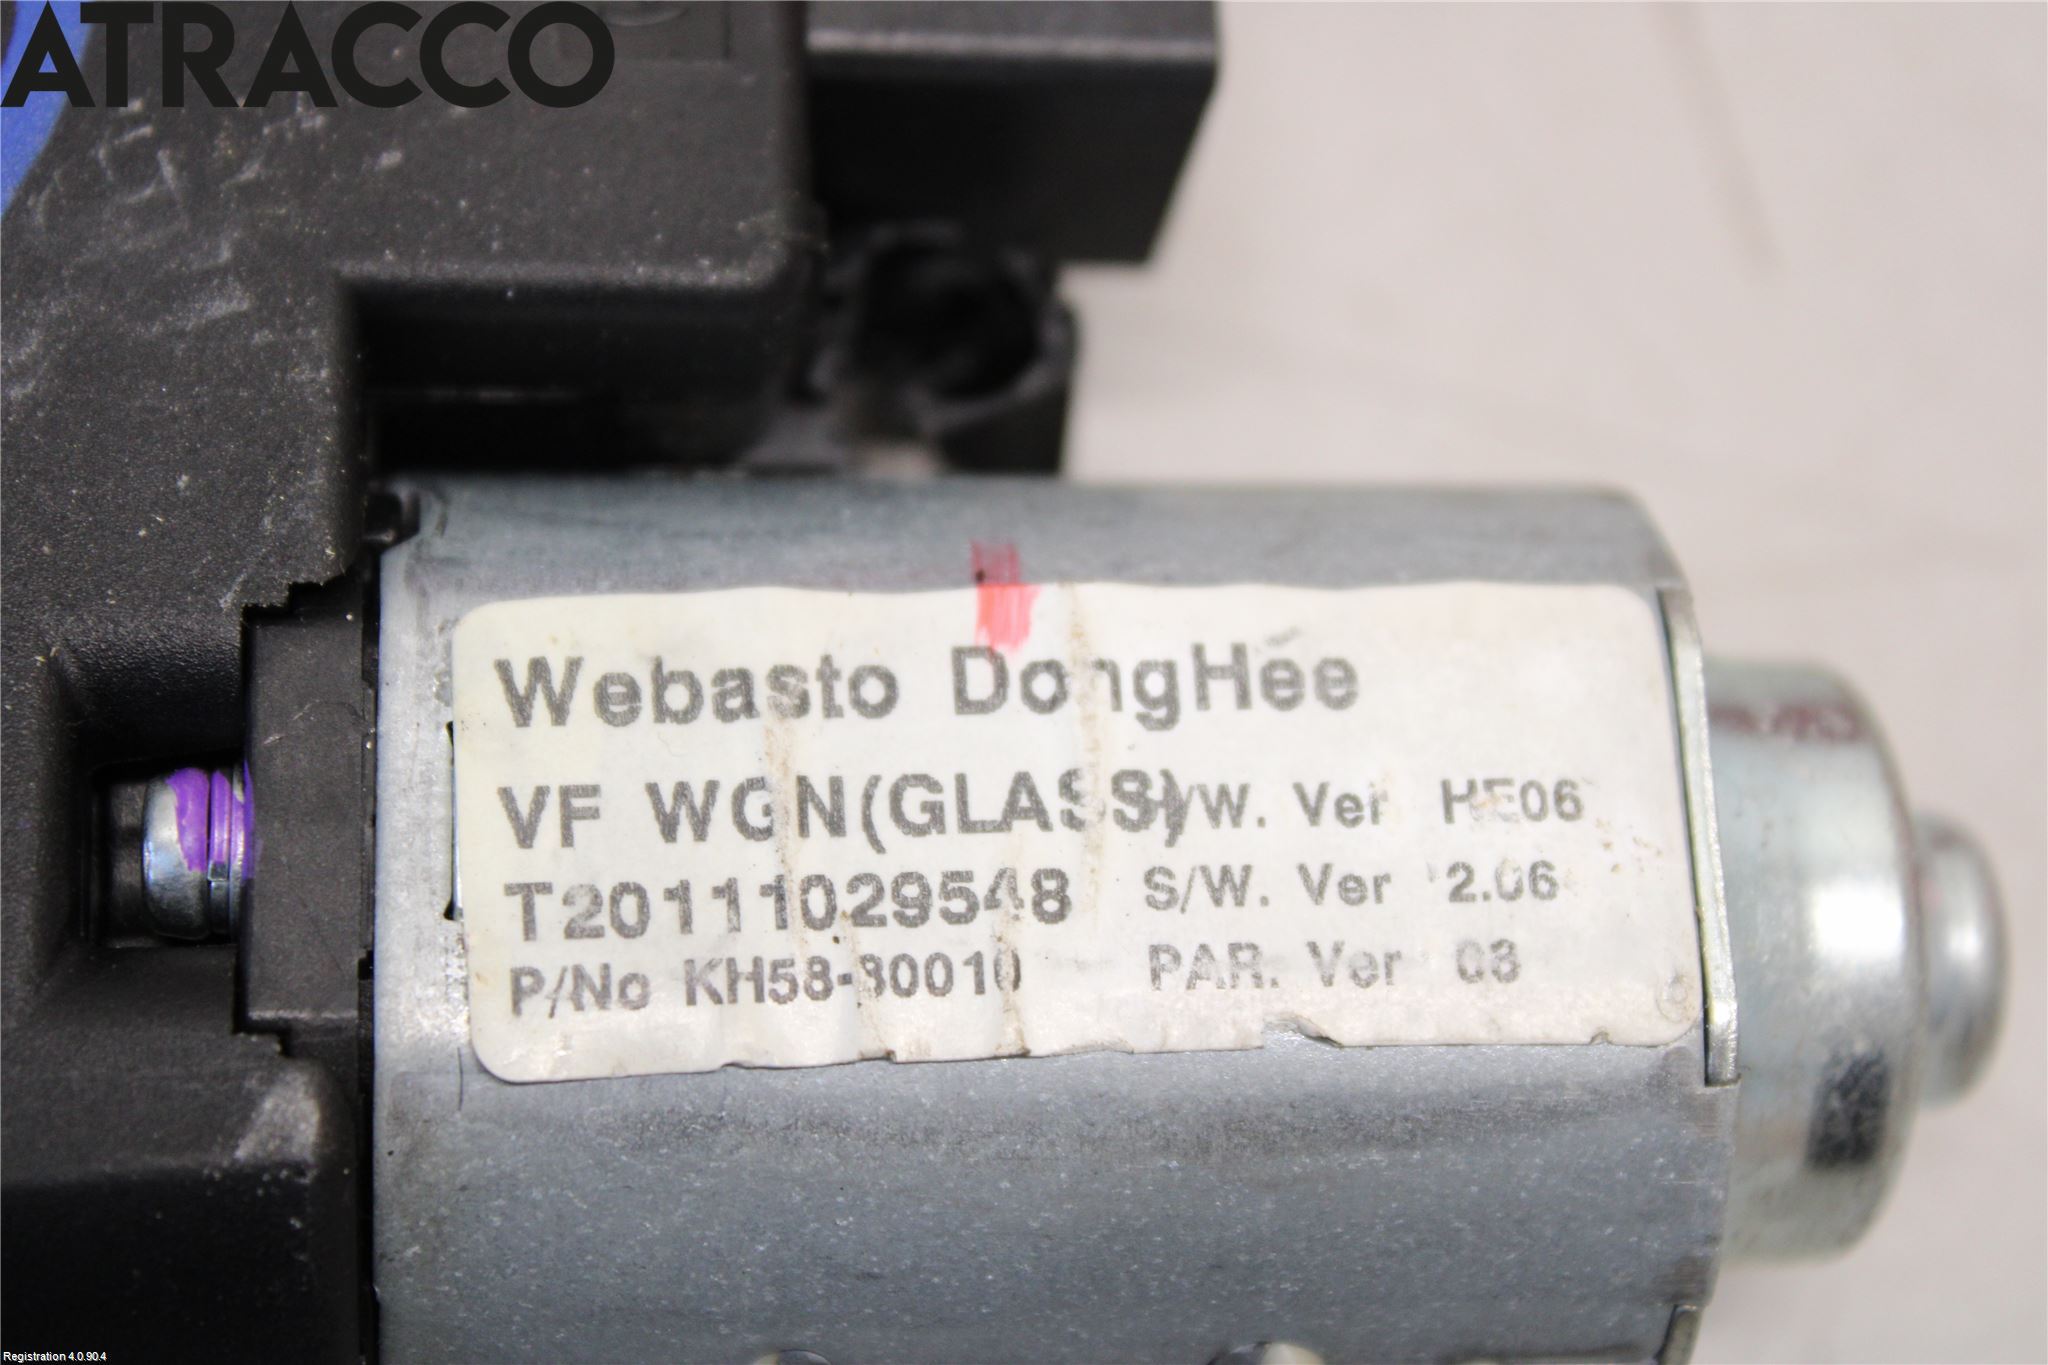 ATRACCO
Webasto DongHee
VF WGN(GLASS) H/W. Ver HE06
T20111029548 S/W. Ver 2.06
P/No KH58-80010 PAR. Ver 03
Registration 4.0.90.4